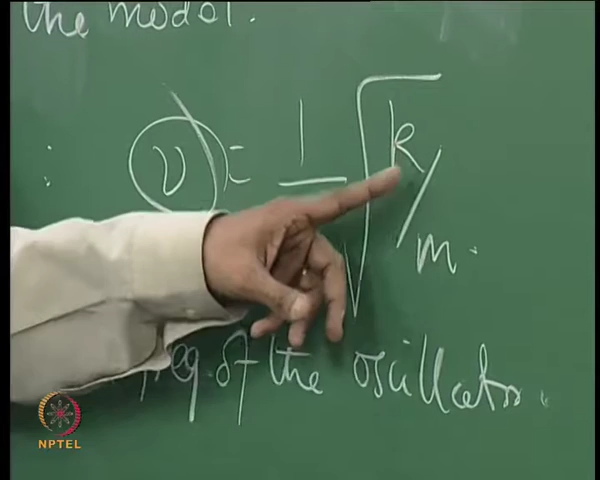 the model.
: ν = 1 √k/m.
freq of the oscillator.
NPTEL